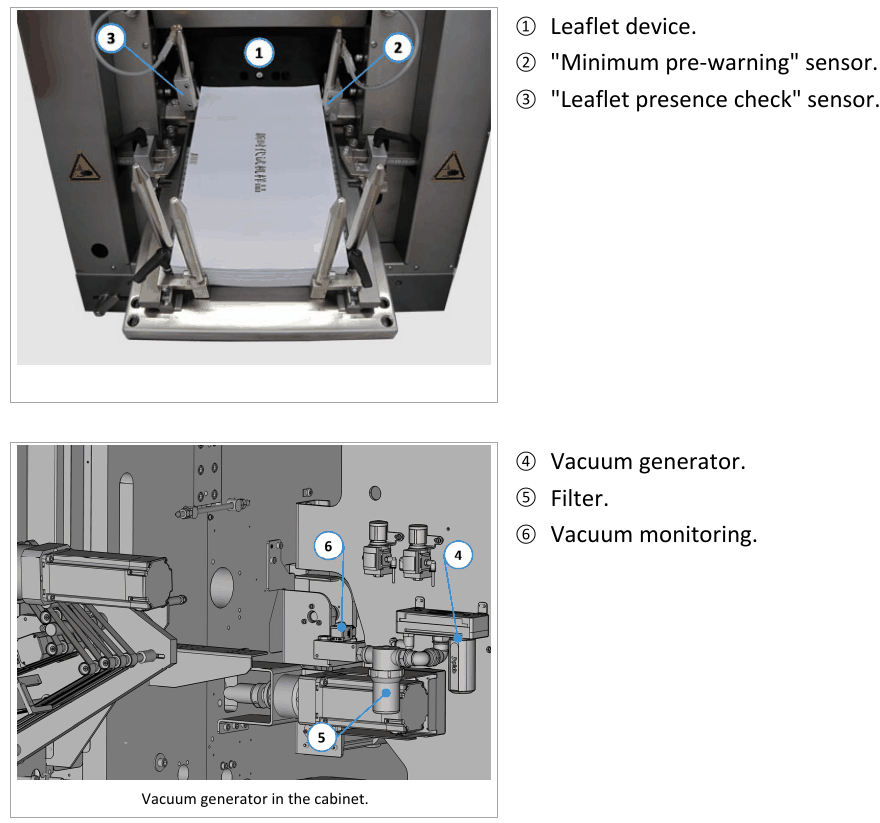 ① Leaflet device.
② "Minimum pre-warning" sensor.
③ "Leaflet presence check" sensor.
3
1
2
④ Vacuum generator.
⑤ Filter.
⑥ Vacuum monitoring.
6
4
5
Vacuum generator in the cabinet.